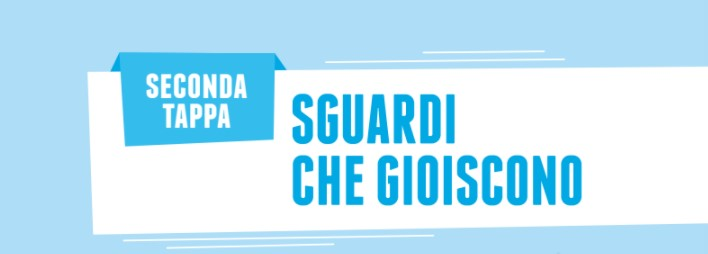 SECONDA
TAPPA
SGUARDI
CHE GIOISCONO